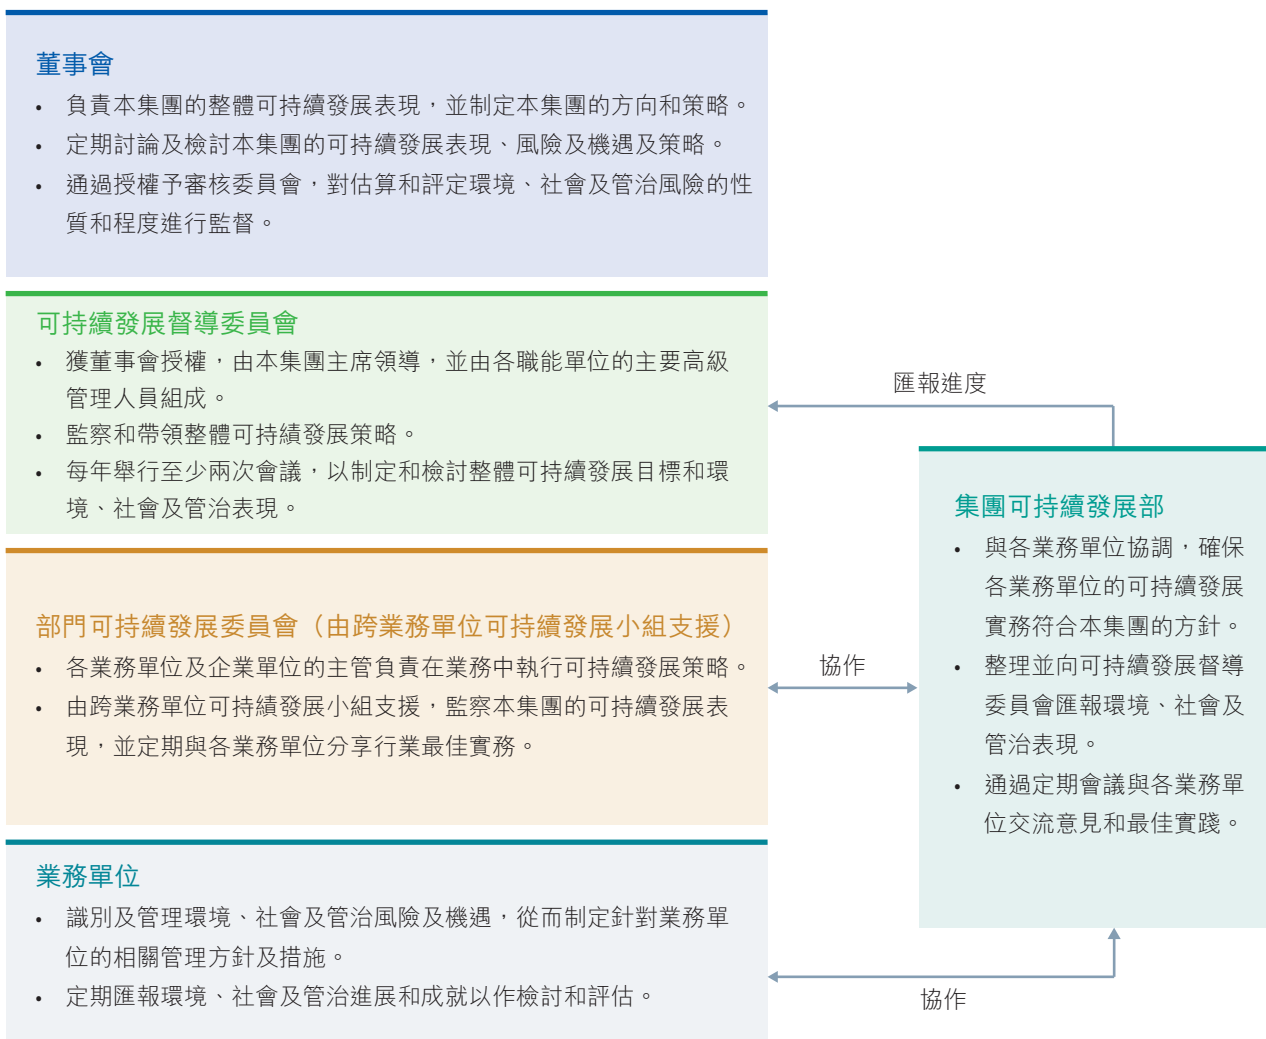 董事會
• 負責本集團的整體可持續發展表現，並制定本集團的方向和策略。
• 定期討論及檢討本集團的可持續發展表現、風險及機遇及策略。
• 通過授權予審核委員會，對估算和評定環境、社會及管治風險的性
質和程度進行監督。
可持續發展督導委員會
• 獲董事會授權，由本集團主席領導，並由各職能單位的主要高級
管理人員組成。
• 監察和帶領整體可持續發展策略。
• 每年舉行至少兩次會議，以制定和檢討整體可持續發展目標和環
境、社會及管治表現。
部門可持續發展委員會（由跨業務單位可持續發展小組支援）
• 各業務單位及企業單位的主管負責在業務中執行可持續發展策略。
• 由跨業務單位可持續發展小組支援，監察本集團的可持續發展表
現，並定期與各業務單位分享行業最佳實務。
業務單位
• 識別及管理環境、社會及管治風險及機遇，從而制定針對業務單
位的相關管理方針及措施。
• 定期匯報環境、社會及管治進展和成就以作檢討和評估。
匯報進度
協作
集團可持續發展部
• 與各業務單位協調，確保
各業務單位的可持續發展
實務符合本集團的方針。
• 整理並向可持續發展督導
委員會匯報環境、社會及
管治表現。
• 通過定期會議與各業務單
位交流意見和最佳實踐。
協作